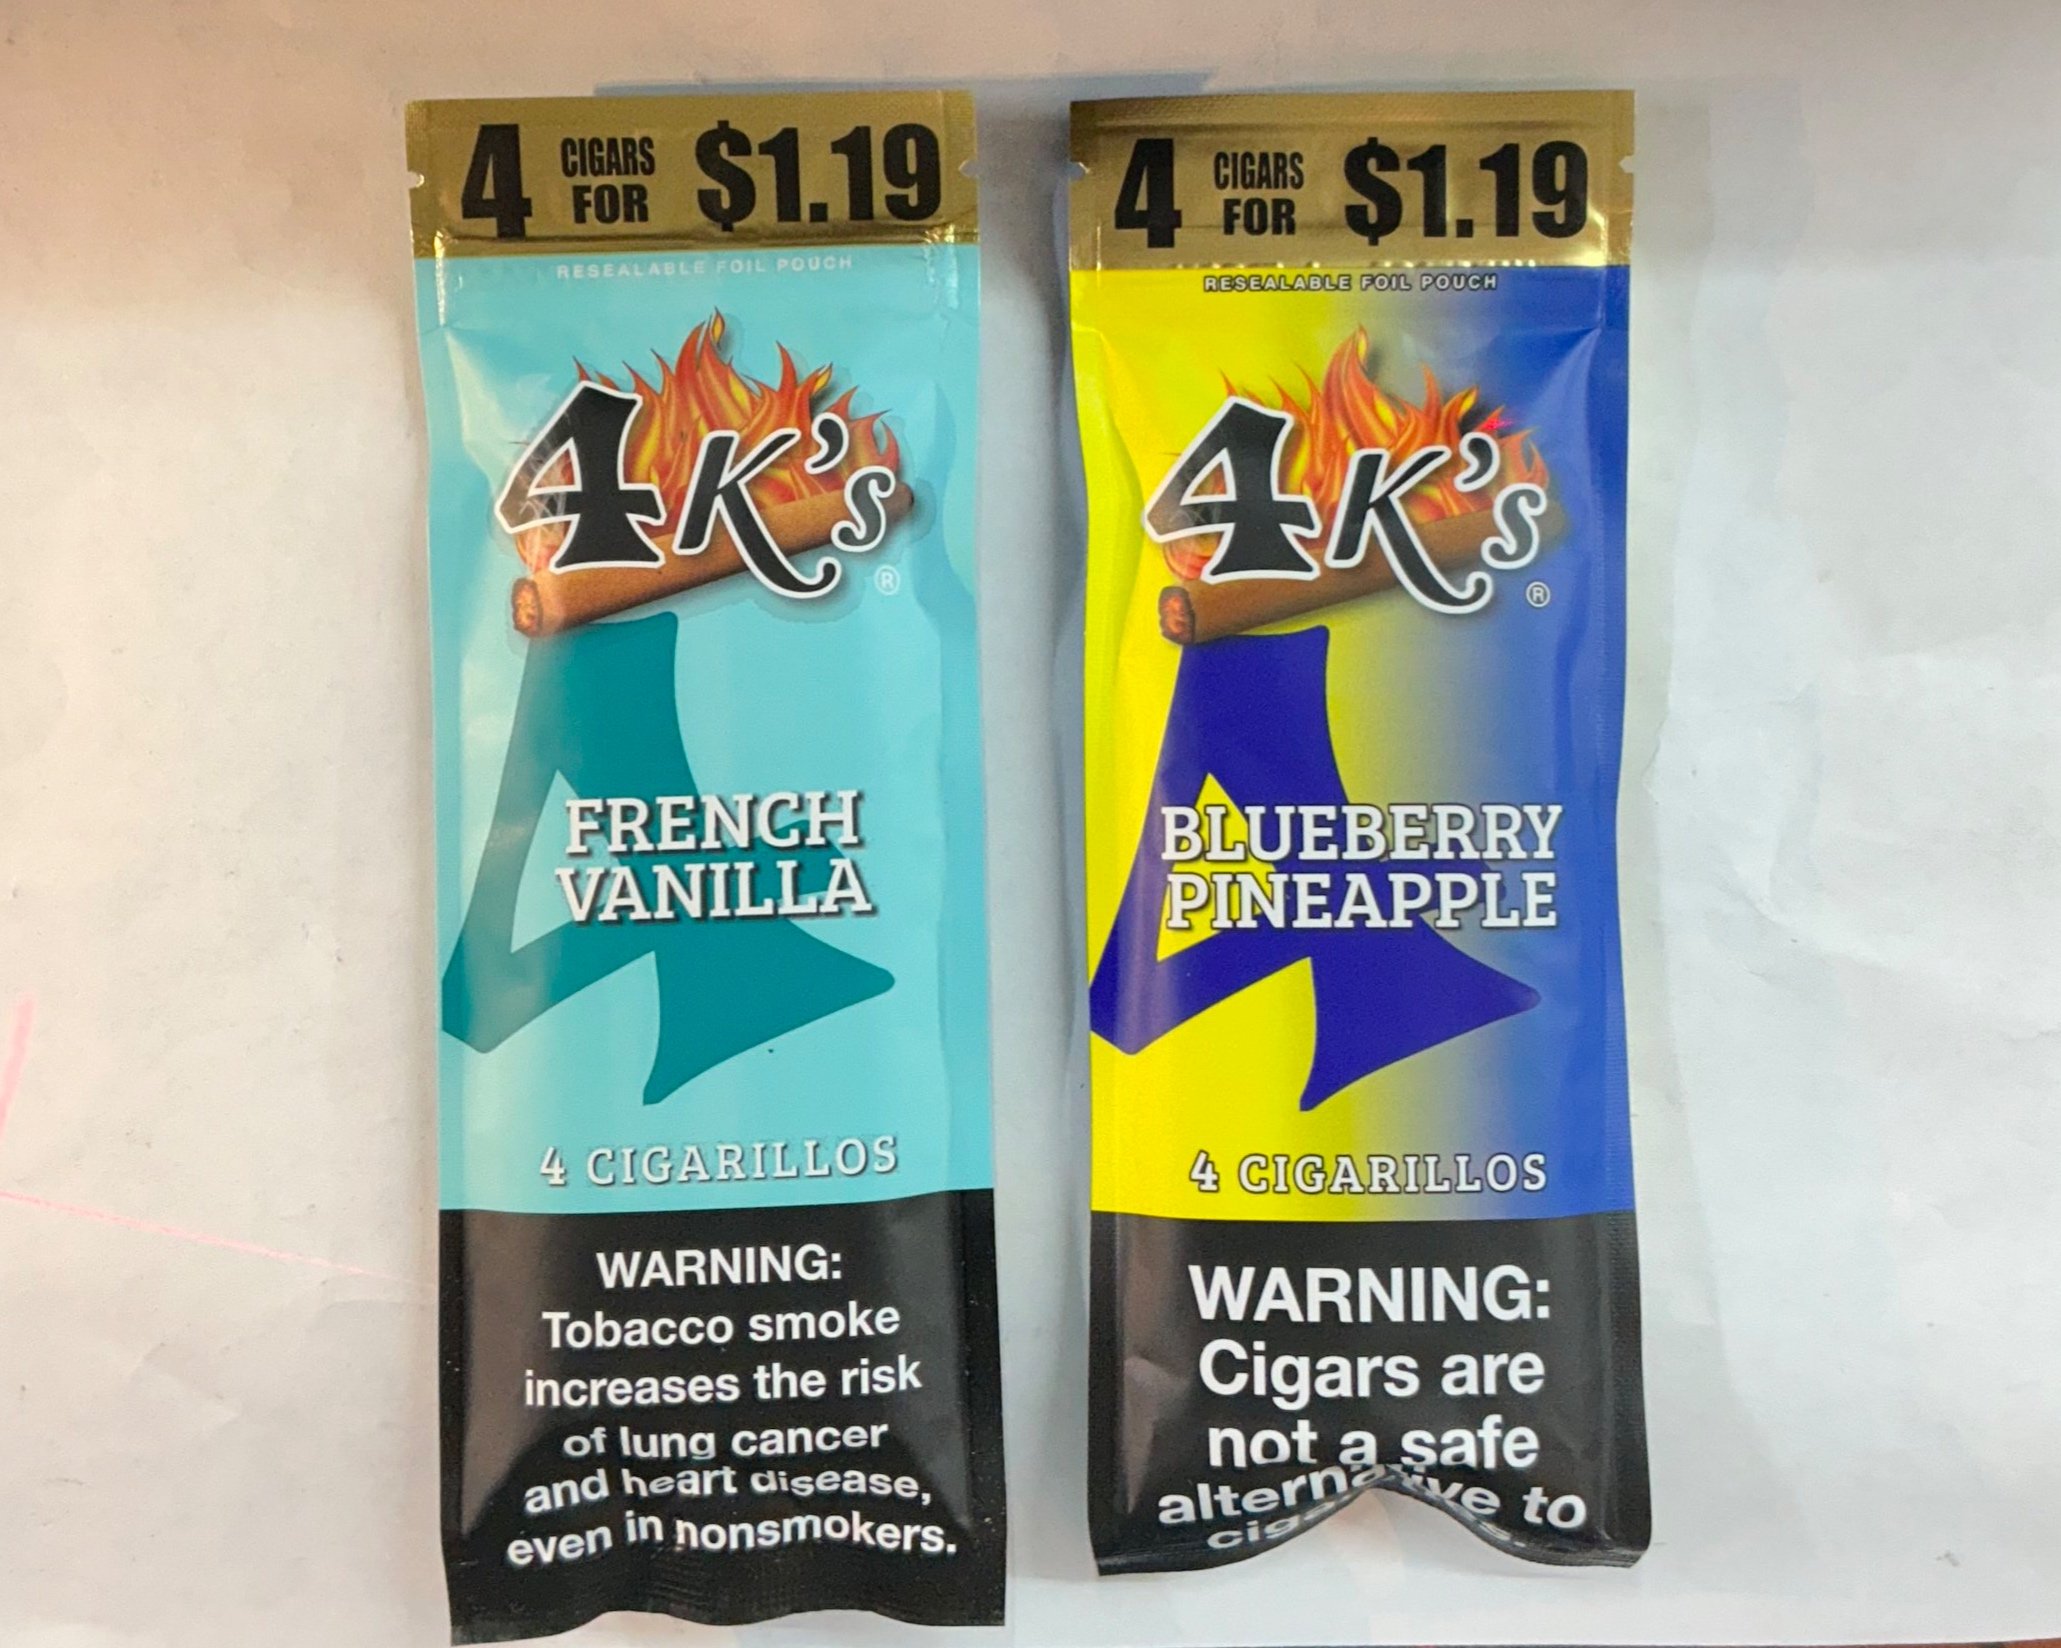 4 CIGARS FOR $1.19
RESEALABLE FOIL POUCH
4K's
®
FRENCH
VANILLA
4 CIGARILLOS
WARNING:
Tobacco smoke
increases the risk
of lung cancer
and heart disease,
even in nonsmokers.
4 CIGARS FOR $1.19
RESEALABLE FOIL POUCH
4K's
®
BLUEBERRY
PINEAPPLE
4 CIGARILLOS
WARNING:
Cigars are
not a safe
alternative to